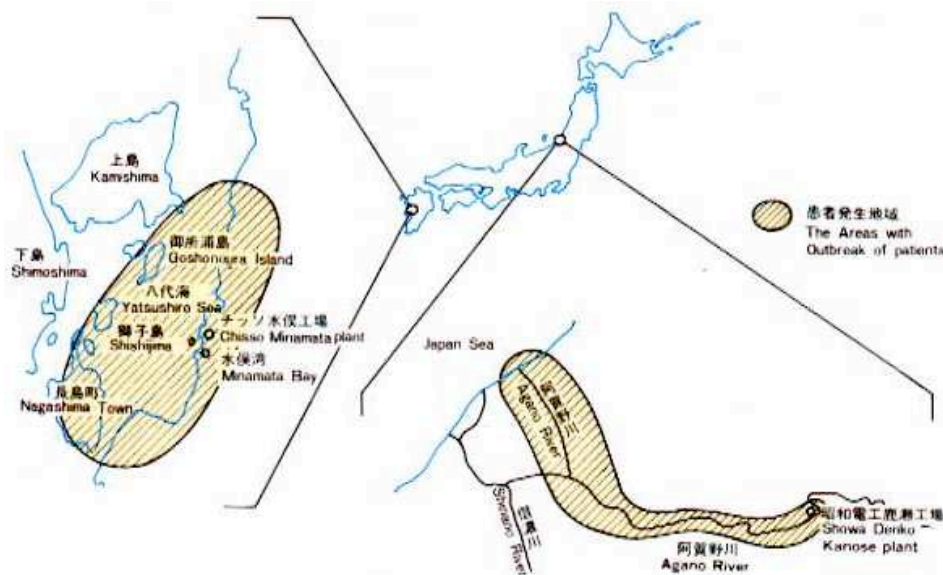 上島
Kamishima
御所浦島
Goshonoura Island
下島
Shimoshima
八代海
Yatsushiro Sea
チッソ水俣工場
Chisso Minamata plant
獅子島
Shishijima
水俣湾
Minamata Bay
長島町
Nagashima Town
患者発生地域
The Areas with
Outbreak of patients
Japan Sea
阿賀野川
Agano River
信濃川
Shinano River
昭和電工鹿瀬工場
Showa Denko
Kanose plant
阿賀野川
Agano River